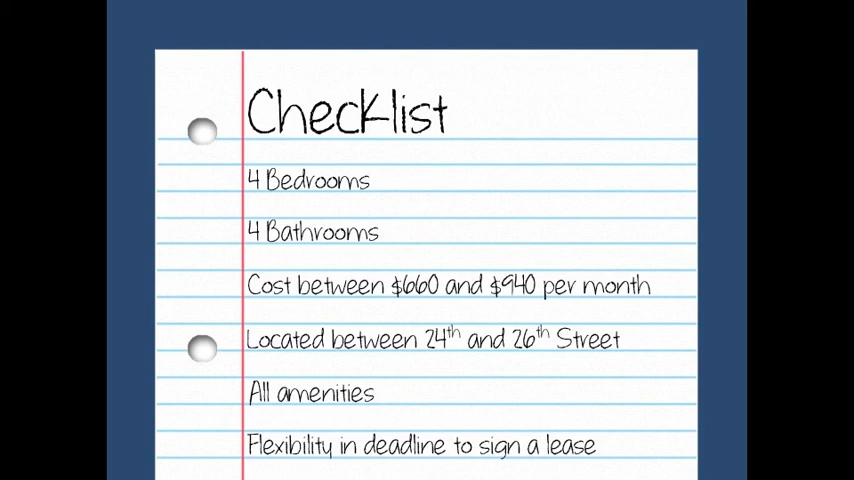 Checklist
4 Bedrooms
4 Bathrooms
Cost between $660 and $940 per month
Located between 24th and 26th Street
All amenities
Flexibility in deadline to sign a lease